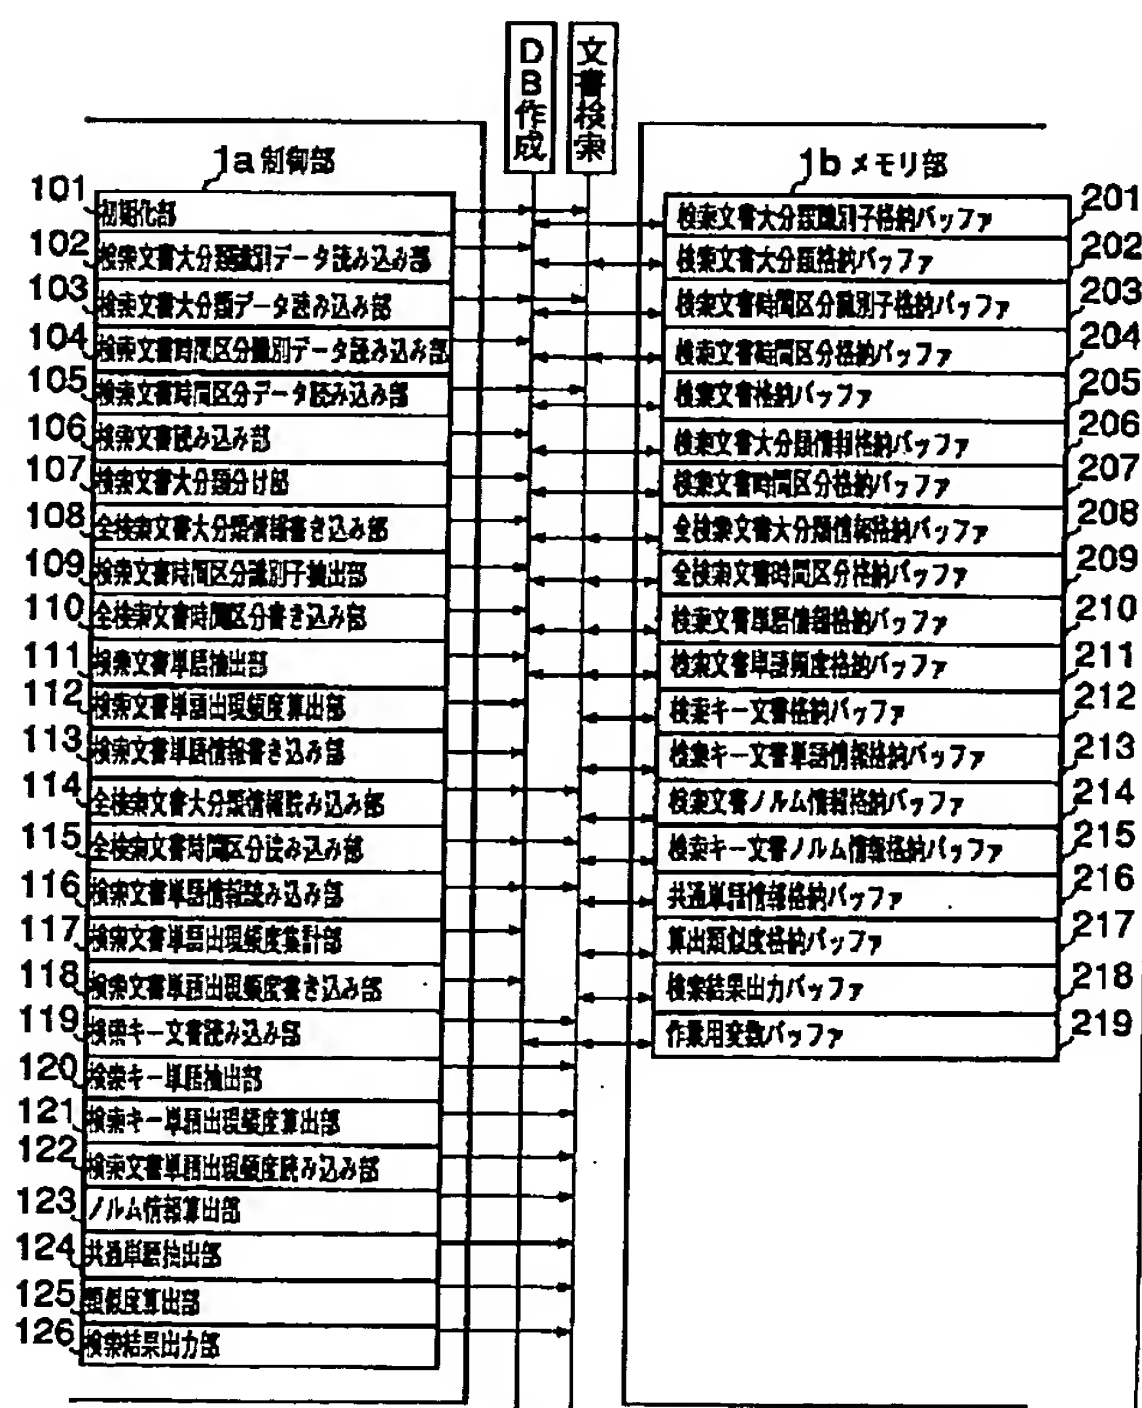 DB作成
文書検索
1a 制御部
101 初期化部
102 検索文書大分類識別データ読み込み部
103 検索文書大分類データ読み込み部
104 検索文書時間区分識別データ読み込み部
105 検索文書時間区分データ読み込み部
106 検索文書読み込み部
107 検索文書大分類分け部
108 全検索文書大分類情報書き込み部
109 検索文書時間区分識別子抽出部
110 全検索文書時間区分書き込み部
111 検索文書単語抽出部
112 検索文書単語出現頻度算出部
113 検索文書単語情報書き込み部
114 全検索文書大分類情報読み込み部
115 全検索文書時間区分読み込み部
116 検索文書単語情報読み込み部
117 検索文書単語出現頻度集計部
118 検索文書単語出現頻度書き込み部
119 検索キー文書読み込み部
120 検索キー単語抽出部
121 検索キー単語出現頻度算出部
122 検索文書単語出現頻度読み込み部
123 ノルム情報算出部
124 共通単語抽出部
125 類似度算出部
126 検索結果出力部
1b メモリ部
検索文書大分類識別子格納バッファ 201
検索文書大分類格納バッファ 202
検索文書時間区分識別子格納バッファ 203
検索文書時間区分格納バッファ 204
検索文書格納バッファ 205
検索文書大分類情報格納バッファ 206
検索文書時間区分格納バッファ 207
全検索文書大分類情報格納バッファ 208
全検索文書時間区分格納バッファ 209
検索文書単語情報格納バッファ 210
検索文書単語頻度格納バッファ 211
検索キー文書格納バッファ 212
検索キー文書単語情報格納バッファ 213
検索文書ノルム情報格納バッファ 214
検索キー文書ノルム情報格納バッファ 215
共通単語情報格納バッファ 216
算出類似度格納バッファ 217
検索結果出力バッファ 218
作業用変数バッファ 219